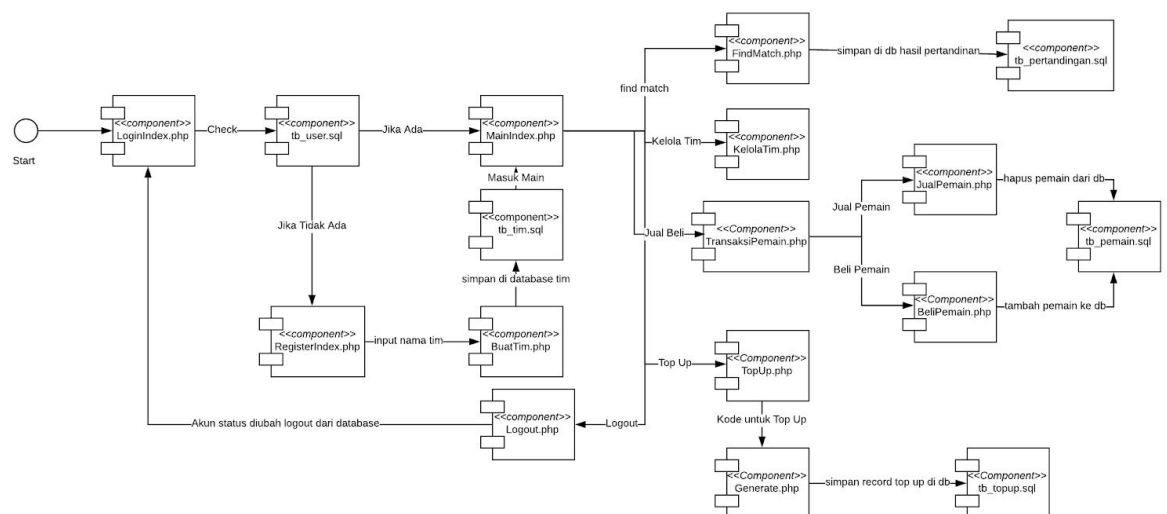 Start
<<component>>
LoginIndex.php
Check
<<component>>
tb_user.sql
Jika Ada
<<component>>
MainIndex.php
find match
<<component>>
FindMatch.php
simpan di db hasil pertandinan
<<component>>
tb_pertandingan.sql
Kelola Tim
<<component>>
KelolaTim.php
Masuk Main
<<component>>
tb_tim.sql
simpan di database tim
Jika Tidak Ada
<<component>>
RegisterIndex.php
input nama tim
<<component>>
BuatTim.php
Jual Beli
<<Component>>
TransaksiPemain.php
Jual Pemain
<<Component>>
JualPemain.php
hapus pemain dari db
<<component>>
tb_pemain.sql
Beli Pemain
<<Component>>
BeliPemain.php
tambah pemain ke db
Top Up
<<Component>>
TopUp.php
Kode untuk Top Up
<<Component>>
Generate.php
simpan record top up di db
<<Component>>
tb_topup.sql
Logout
<<component>>
Logout.php
Akun status diubah logout dari database